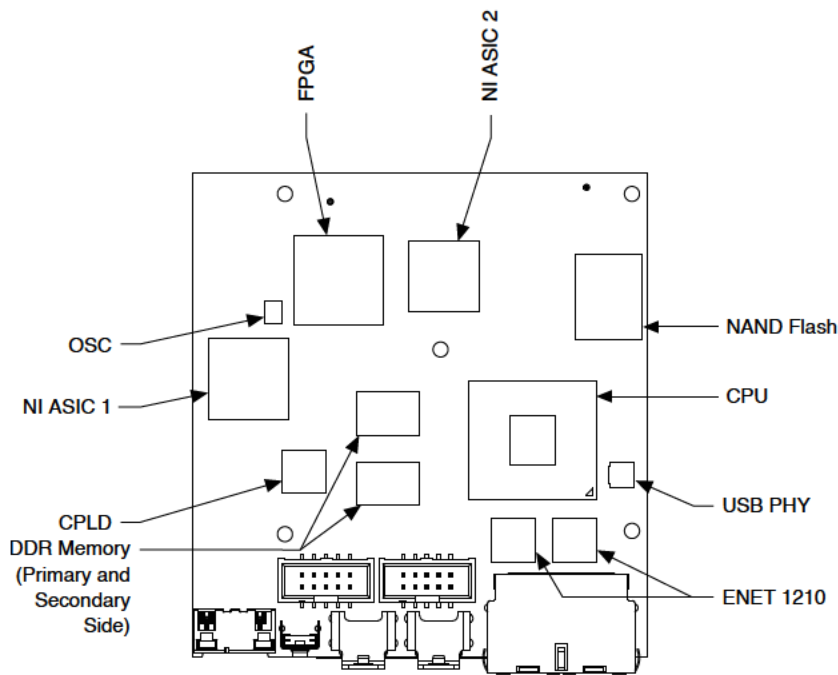 FPGA
NI ASIC 2
OSC
NI ASIC 1
CPLD
DDR Memory
(Primary and
Secondary
Side)
NAND Flash
CPU
USB PHY
ENET 1210